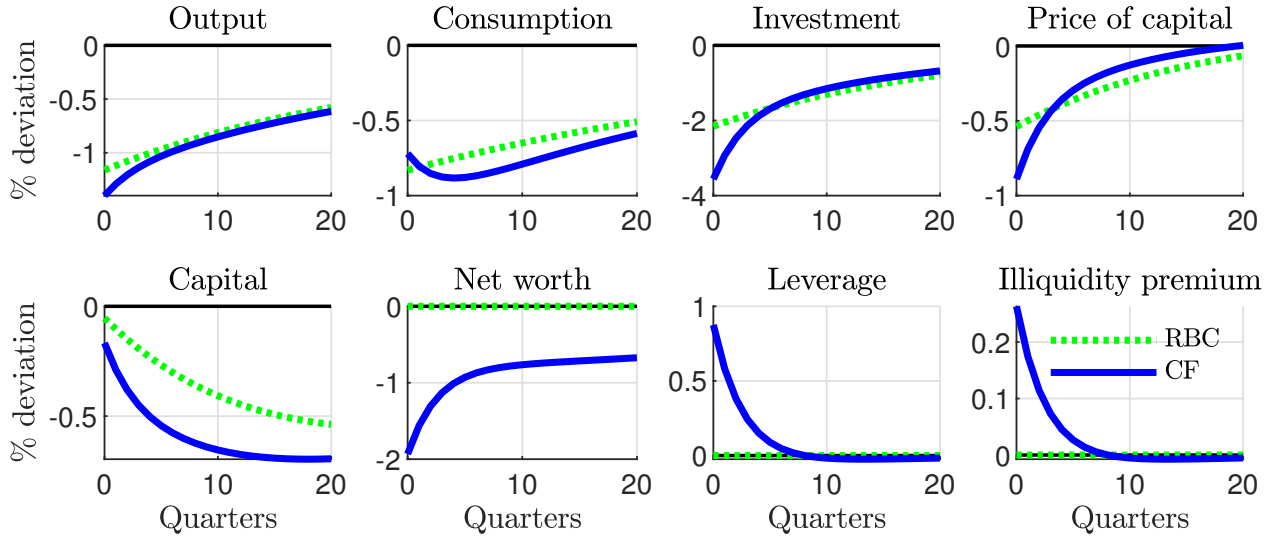 Output
Consumption
Investment
Price of capital
% deviation
0
-0.5
-1
0 10 20
0
-0.5
-1
0 10 20
0
-2
-4
0 10 20
0
-0.5
-1
0 10 20
Capital
Net worth
Leverage
Illiquidity premium
% deviation
0
-0.5
0 10 20
Quarters
0
-1
-2
0 10 20
Quarters
1
0.5
0
0 10 20
Quarters
0.2
0.1
0
RBC
CF
0 10 20
Quarters